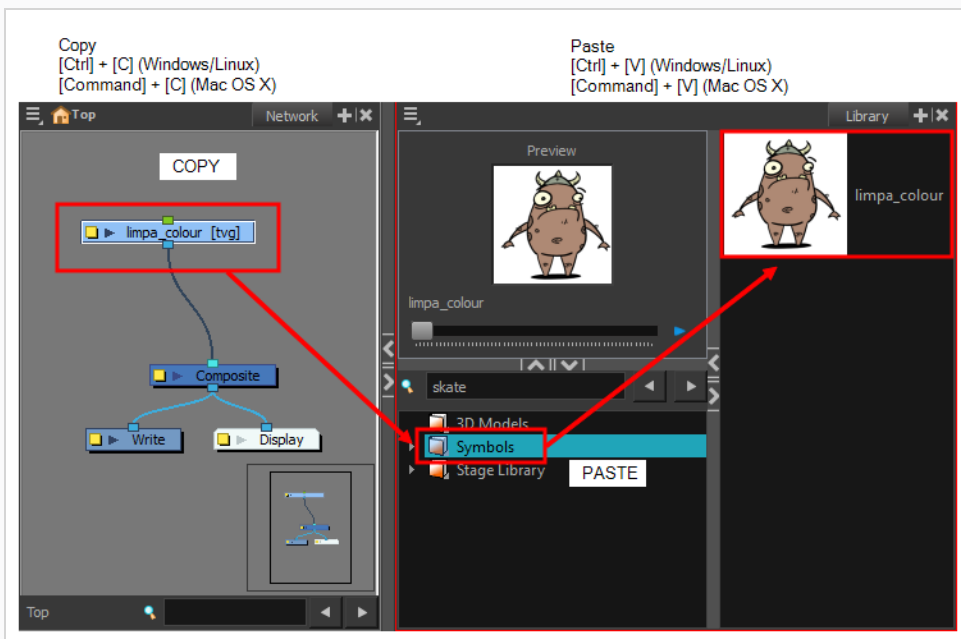 Copy
[Ctrl] + [C] (Windows/Linux)
[Command] + [C] (Mac OS X)
Paste
[Ctrl] + [V] (Windows/Linux)
[Command] + [V] (Mac OS X)
Top
Network
COPY
limpa_colour [tvg]
Composite
Write
Display
Top
Library
Preview
limpa_colour
skate
3D Models
Symbols
Stage Library
PASTE
limpa_colour